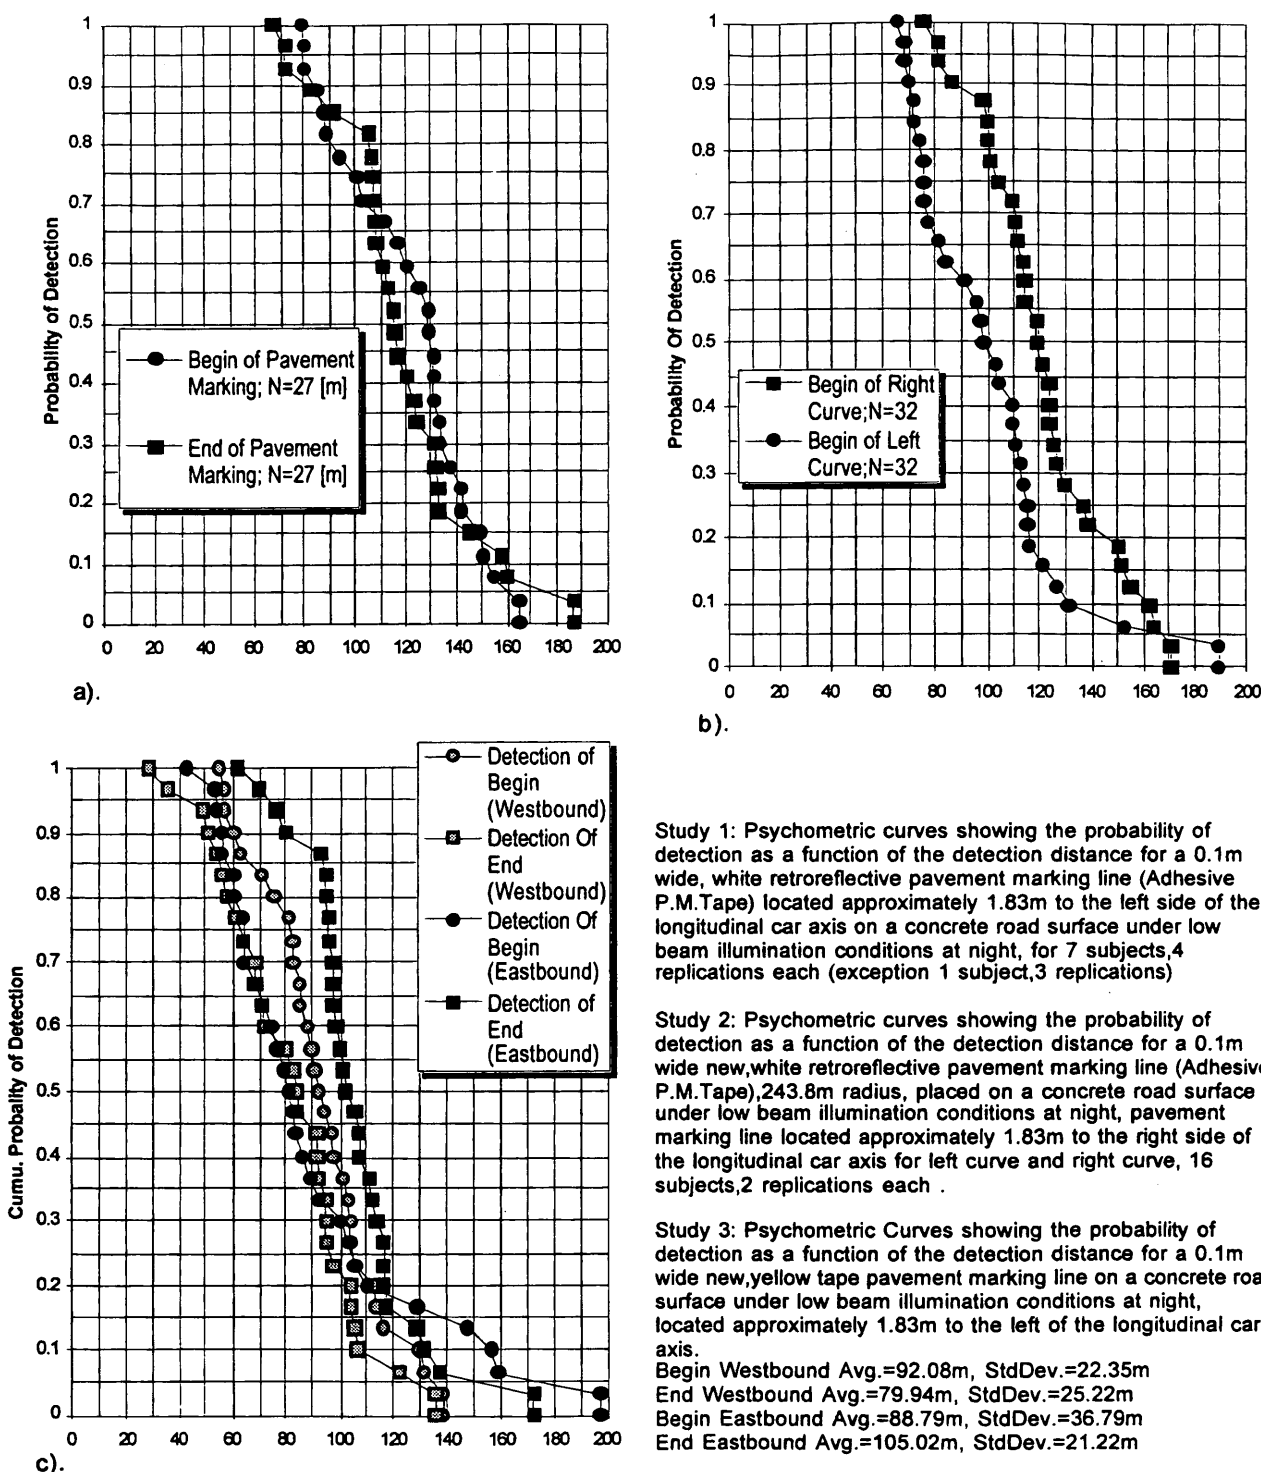 1
0.9
0.8
0.7
0.6
0.5
0.4
0.3
0.2
0.1
0
Probability of Detection
Begin of Pavement
Marking; N=27 [m]
End of Pavement
Marking; N=27 [m]
0 20 40 60 80 100 120 140 160 180 200
a).
1
0.9
0.8
0.7
0.6
0.5
0.4
0.3
0.2
0.1
0
Probability Of Detection
Begin of Right
Curve;N=32
Begin of Left
Curve;N=32
0 20 40 60 80 100 120 140 160 180 200
b).
1
0.9
0.8
0.7
0.6
0.5
0.4
0.3
0.2
0.1
0
Cumu. Probality of Detection
Detection of
Begin
(Westbound)
Detection Of
End
(Westbound)
Detection Of
Begin
(Eastbound)
Detection of
End
(Eastbound)
0 20 40 60 80 100 120 140 160 180 200
c).
Study 1: Psychometric curves showing the probability of
detection as a function of the detection distance for a 0.1m
wide, white retroreflective pavement marking line (Adhesive
P.M.Tape) located approximately 1.83m to the left side of the
longitudinal car axis on a concrete road surface under low
beam illumination conditions at night, for 7 subjects,4
replications each (exception 1 subject,3 replications)
Study 2: Psychometric curves showing the probability of
detection as a function of the detection distance for a 0.1m
wide new,white retroreflective pavement marking line (Adhesive
P.M.Tape),243.8m radius, placed on a concrete road surface
under low beam illumination conditions at night, pavement
marking line located approximately 1.83m to the right side of
the longitudinal car axis for left curve and right curve, 16
subjects,2 replications each .
Study 3: Psychometric Curves showing the probability of
detection as a function of the detection distance for a 0.1m
wide new,yellow tape pavement marking line on a concrete roa
surface under low beam illumination conditions at night,
located approximately 1.83m to the left of the longitudinal car
axis.
Begin Westbound Avg.=92.08m, StdDev.=22.35m
End Westbound Avg.=79.94m, StdDev.=25.22m
Begin Eastbound Avg.=88.79m, StdDev.=36.79m
End Eastbound Avg.=105.02m, StdDev.=21.22m